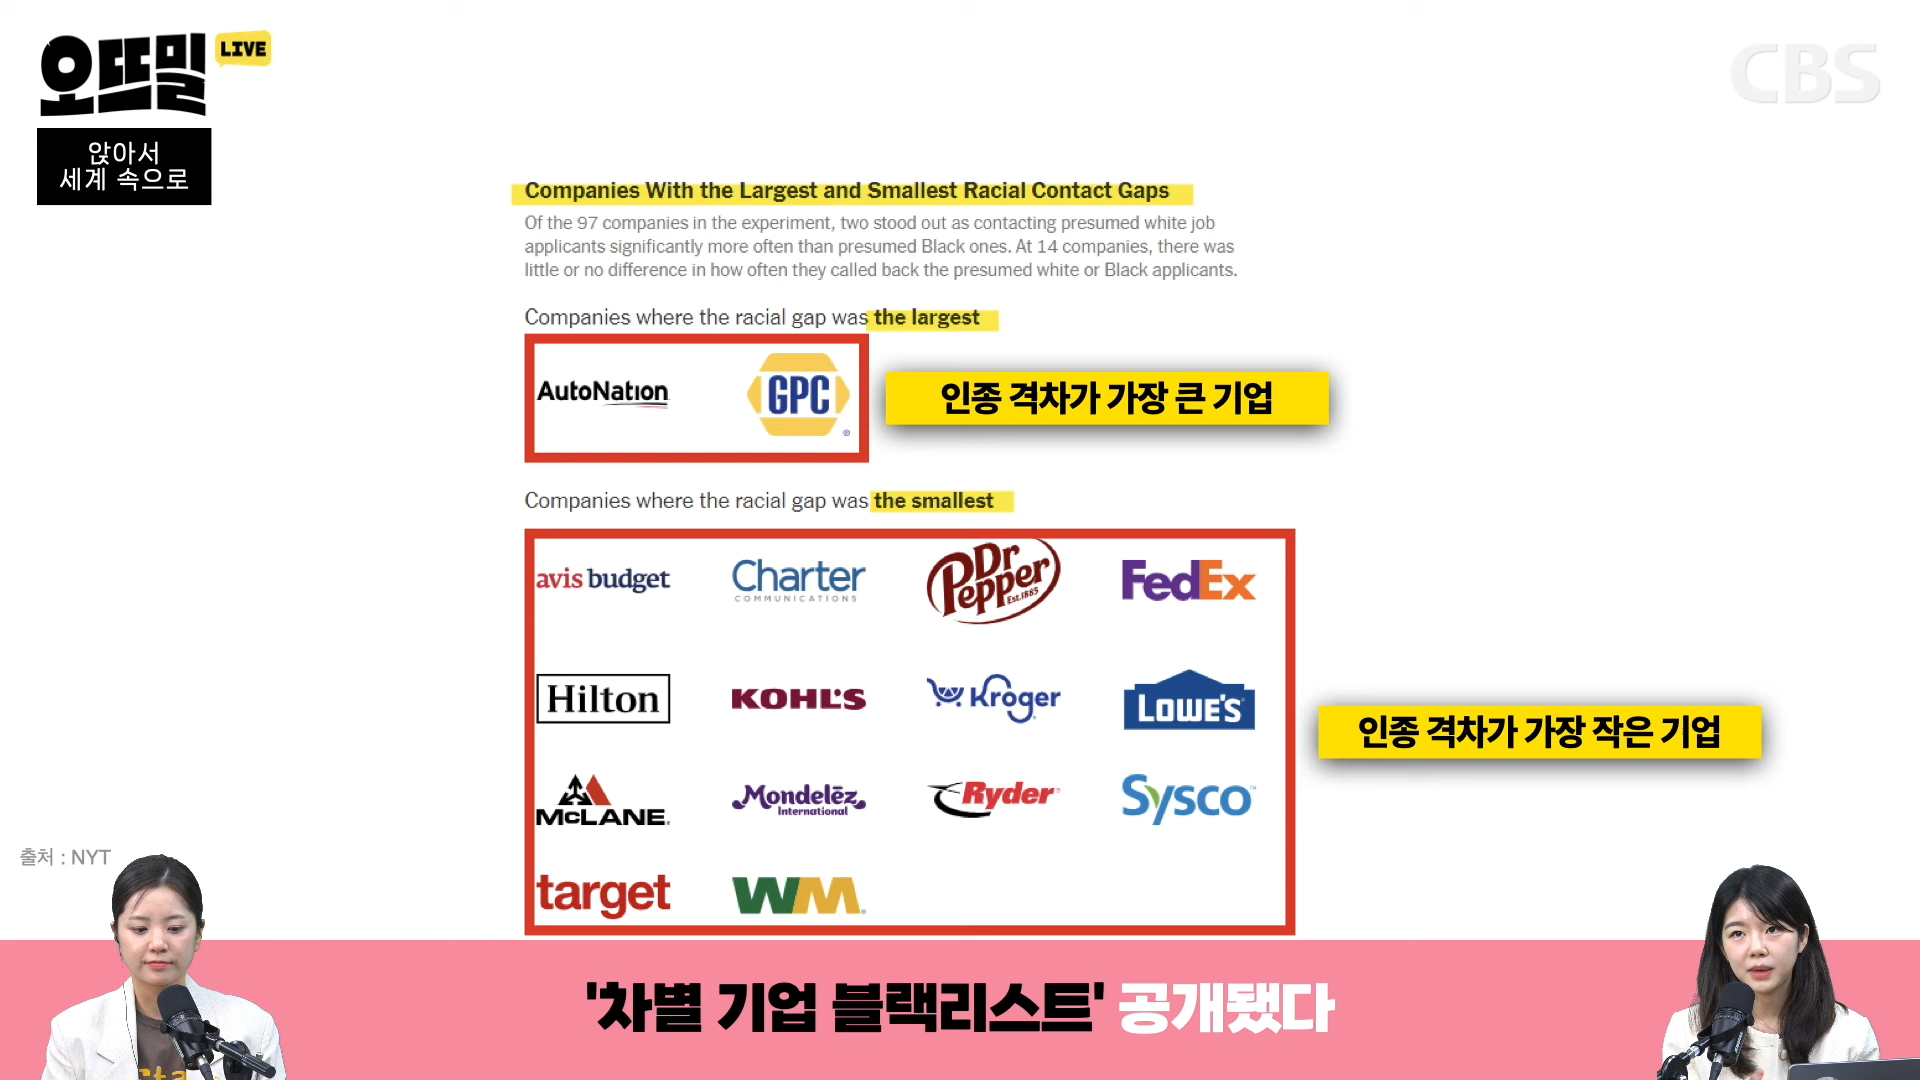 오뜨밀 LIVE
앉아서
세계 속으로
CBS
Companies With the Largest and Smallest Racial Contact Gaps
Of the 97 companies in the experiment, two stood out as contacting presumed white job
applicants significantly more often than presumed Black ones. At 14 companies, there was
little or no difference in how often they called back the presumed white or Black applicants.
Companies where the racial gap was the largest
AutoNation
GPC ®
인종 격차가 가장 큰 기업
Companies where the racial gap was the smallest
avis budget
Charter
COMMUNICATIONS
Dr Pepper
Est.1885
FedEx
Hilton
KOHL'S
Kroger
LOWE'S
인종 격차가 가장 작은 기업
McLANE
Mondelēz
International
Ryder
Sysco
target
WM
출처 : NYT
'차별 기업 블랙리스트' 공개됐다